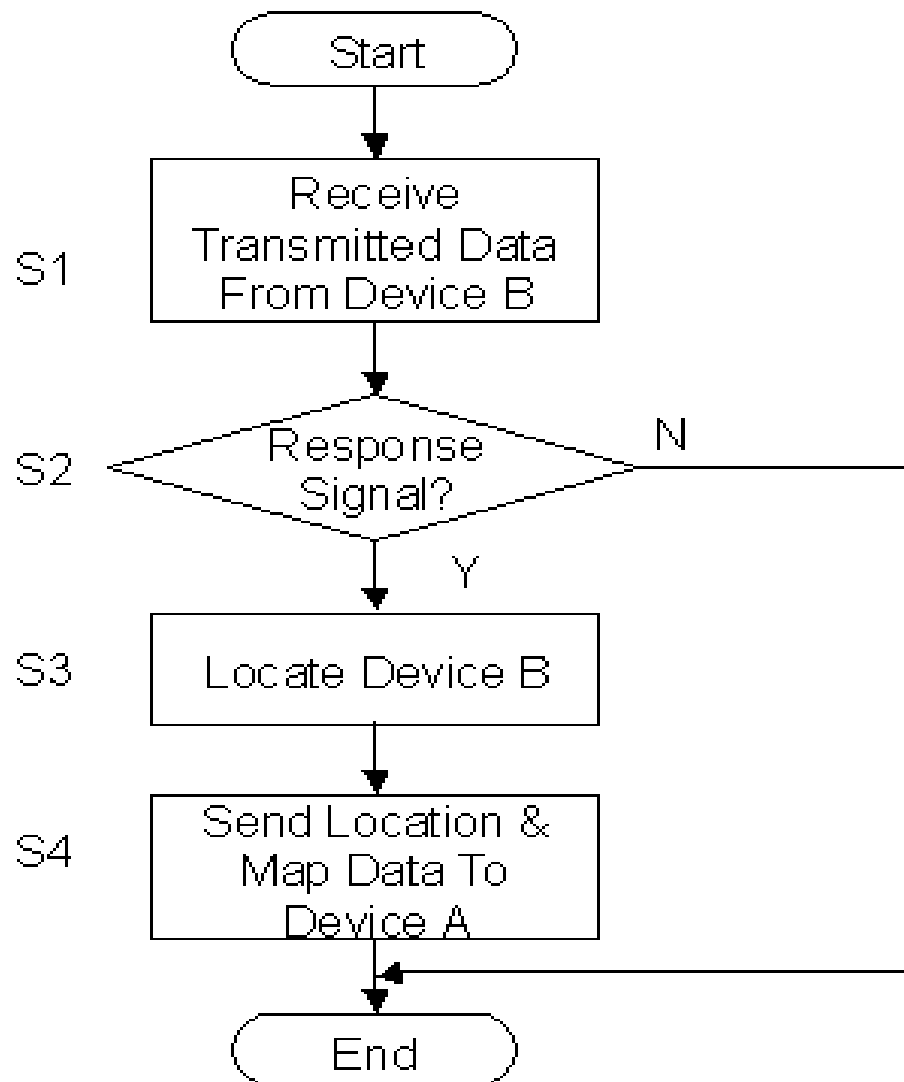 Start
S1
Receive
Transmitted Data
From Device B
S2
Response
Signal?
N
Y
S3
Locate Device B
S4
Send Location &
Map Data To
Device A
End